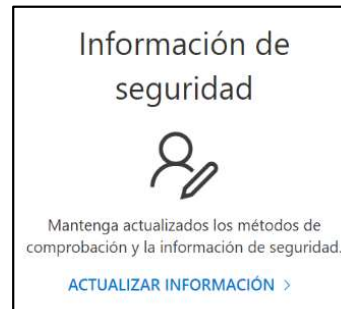 Información de
seguridad
Mantenga actualizados los métodos de
comprobación y la información de seguridad.
ACTUALIZAR INFORMACIÓN >